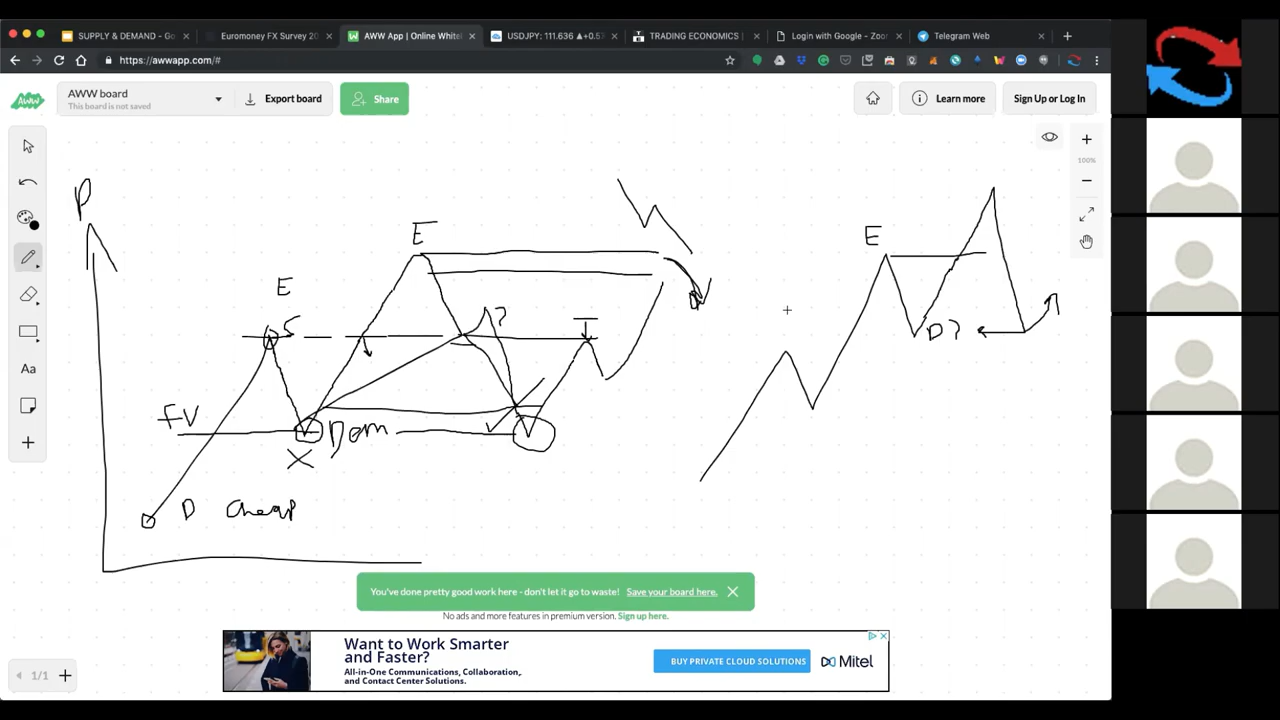 SUPPLY & DEMAND - Go
Euromoney FX Survey 20
AWW App | Online Whitel
USDJPY; 111.636 ▲+0.5
TRADING ECONOMICS |
Login with Google - Zoor
Telegram Web
https://awwapp.com/#
AWW
AWW board
This board is not saved
Export board
Share
Learn more
Sign Up or Log In
100%
Aa
P
E
E
E
S
?
I
D?
FV
Dem
X
D cheap
You've done pretty good work here - don't let it go to waste! Save your board here.
No ads and more features in premium version. Sign up here.
Want to Work Smarter
and Faster?
All-in-One Communications, Collaboration,
and Contact Center Solutions.
BUY PRIVATE CLOUD SOLUTIONS
Mitel
1/1